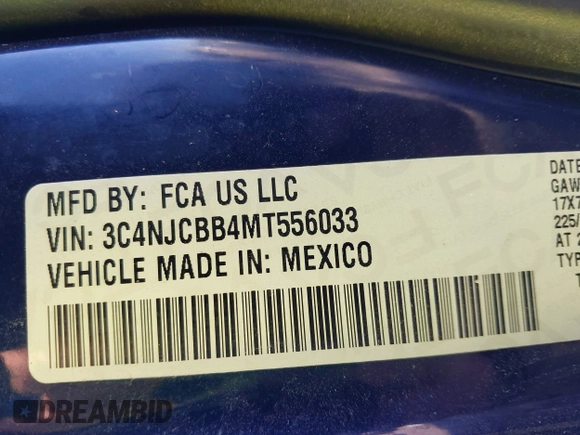 MFD BY: FCA US LLC
VIN: 3C4NJCBB4MT556033
VEHICLE MADE IN: MEXICO
DATE
GAW
17X7
225/
AT 2
TYP
T
DREAMBID